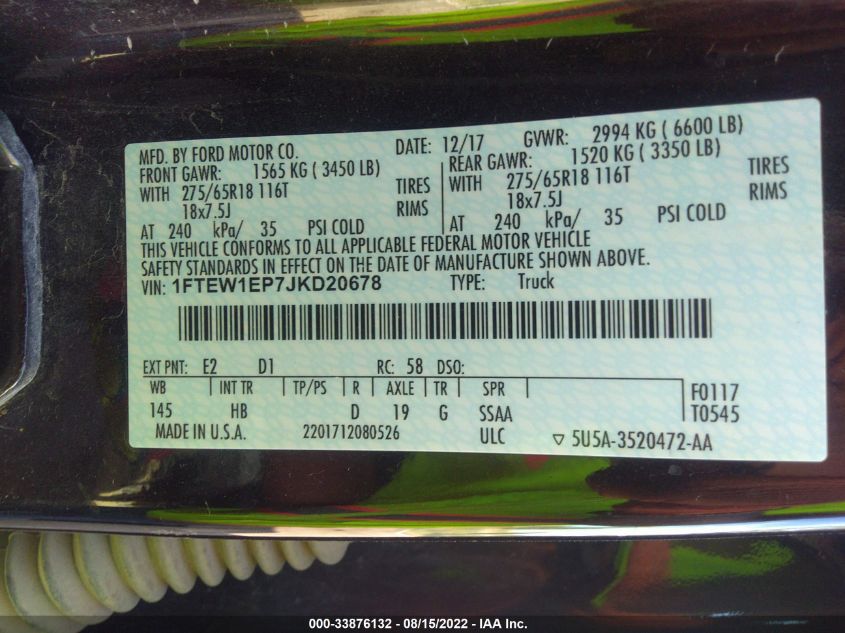 MFD. BY FORD MOTOR CO. DATE: 12/17 GVWR: 2994 KG ( 6600 LB)
FRONT GAWR: 1565 KG ( 3450 LB) REAR GAWR: 1520 KG ( 3350 LB)
WITH 275/65R18 116T TIRES WITH 275/65R18 116T TIRES
18x7.5J RIMS 18x7.5J RIMS
AT 240 kPa/ 35 PSI COLD AT 240 kPa/ 35 PSI COLD
THIS VEHICLE CONFORMS TO ALL APPLICABLE FEDERAL MOTOR VEHICLE
SAFETY STANDARDS IN EFFECT ON THE DATE OF MANUFACTURE SHOWN ABOVE.
VIN: 1FTEW1EP7JKD20678 TYPE: Truck
EXT PNT: E2 D1 RC: 58 DSO:
WB INT TR TP/PS R AXLE TR SPR F0117
145 HB D 19 G SSAA T0545
MADE IN U.S.A. 2201712080526 ULC ▽ 5U5A-3520472-AA
000-33876132 - 08/15/2022 - IAA Inc.